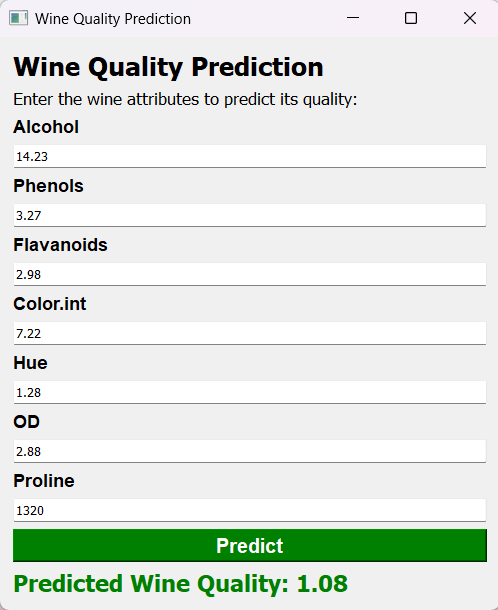 Wine Quality Prediction
Wine Quality Prediction
Enter the wine attributes to predict its quality:
Alcohol
14.23
Phenols
3.27
Flavanoids
2.98
Color.int
7.22
Hue
1.28
OD
2.88
Proline
1320
Predict
Predicted Wine Quality: 1.08